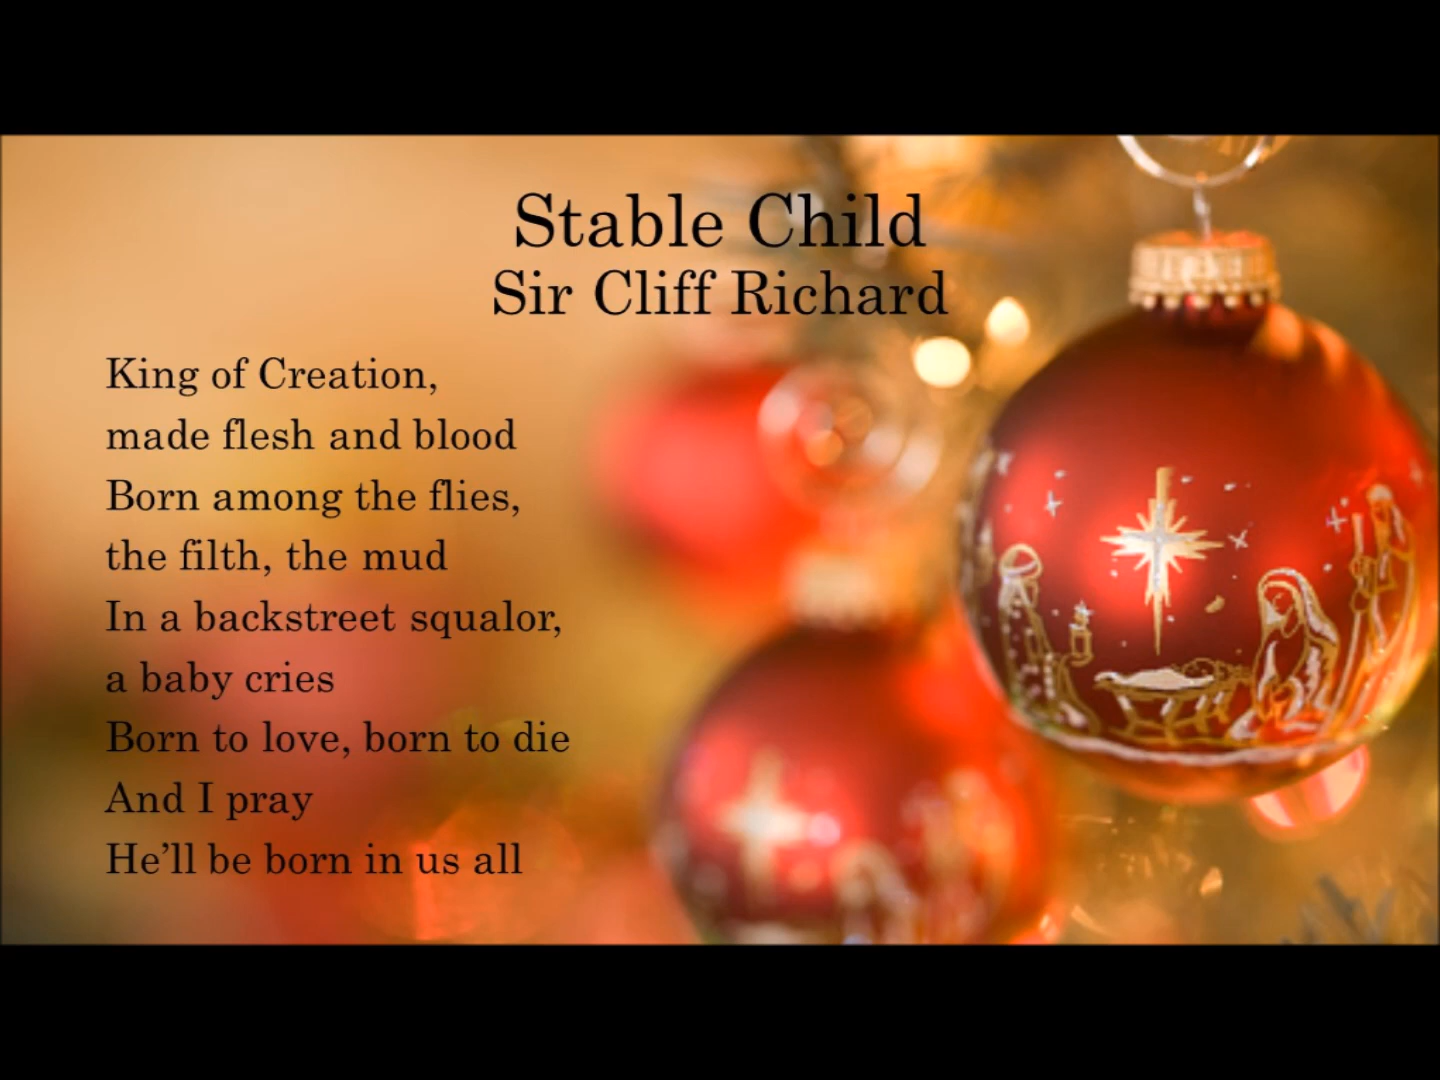 Stable Child
Sir Cliff Richard
King of Creation,
made flesh and blood
Born among the flies,
the filth, the mud
In a backstreet squalor,
a baby cries
Born to love, born to die
And I pray
He’ll be born in us all